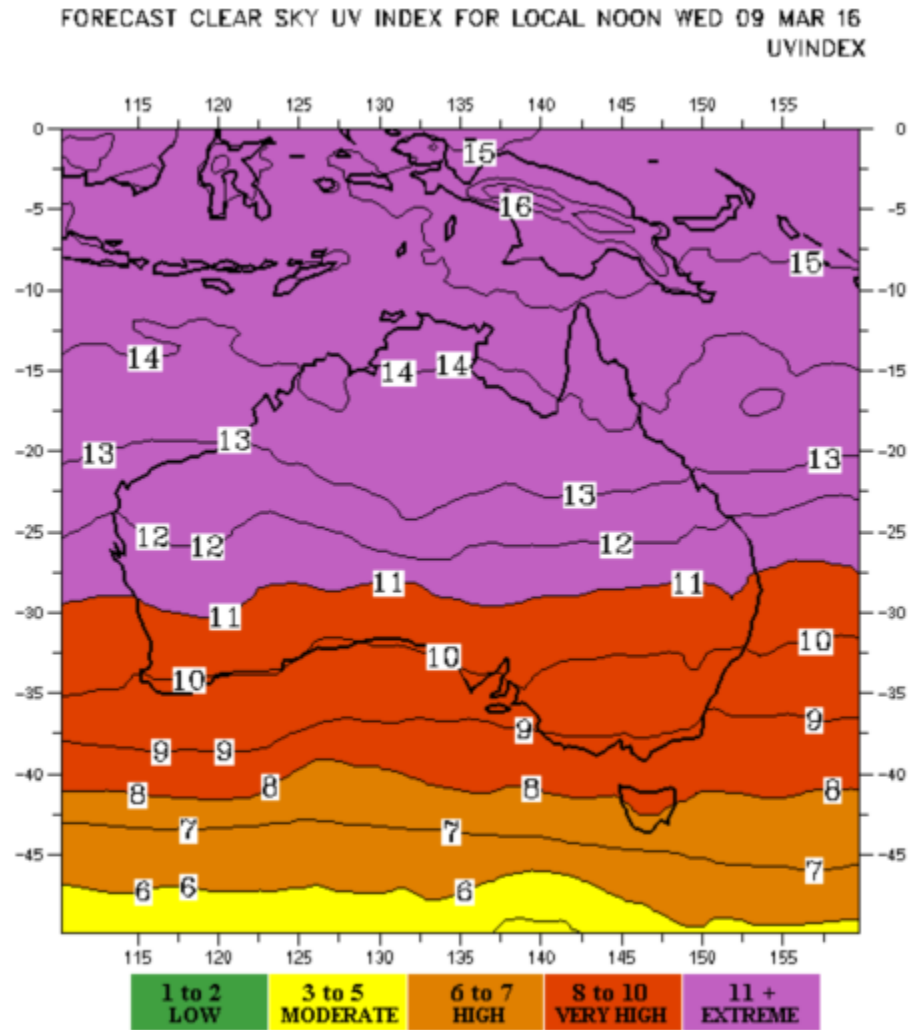 FORECAST CLEAR SKY UV INDEX FOR LOCAL NOON WED 09 MAR 16
UVINDEX
115 120 125 130 135 140 145 150 155
0 0
15
-5 16 -5
15
-10 -10
14 14 14
-15 -15
-20 13 13 13 -20
13
-25 12 12 12 -25
11 11
-30 11 -30
10 10
10
-35 -35
9 9 9 9
-40 8 8 8 8 -40
7 7
-45 7 -45
6 6 6
115 120 125 130 135 140 145 150 155
1 to 2 3 to 5 6 to 7 8 to 10 11 +
LOW MODERATE HIGH VERY HIGH EXTREME